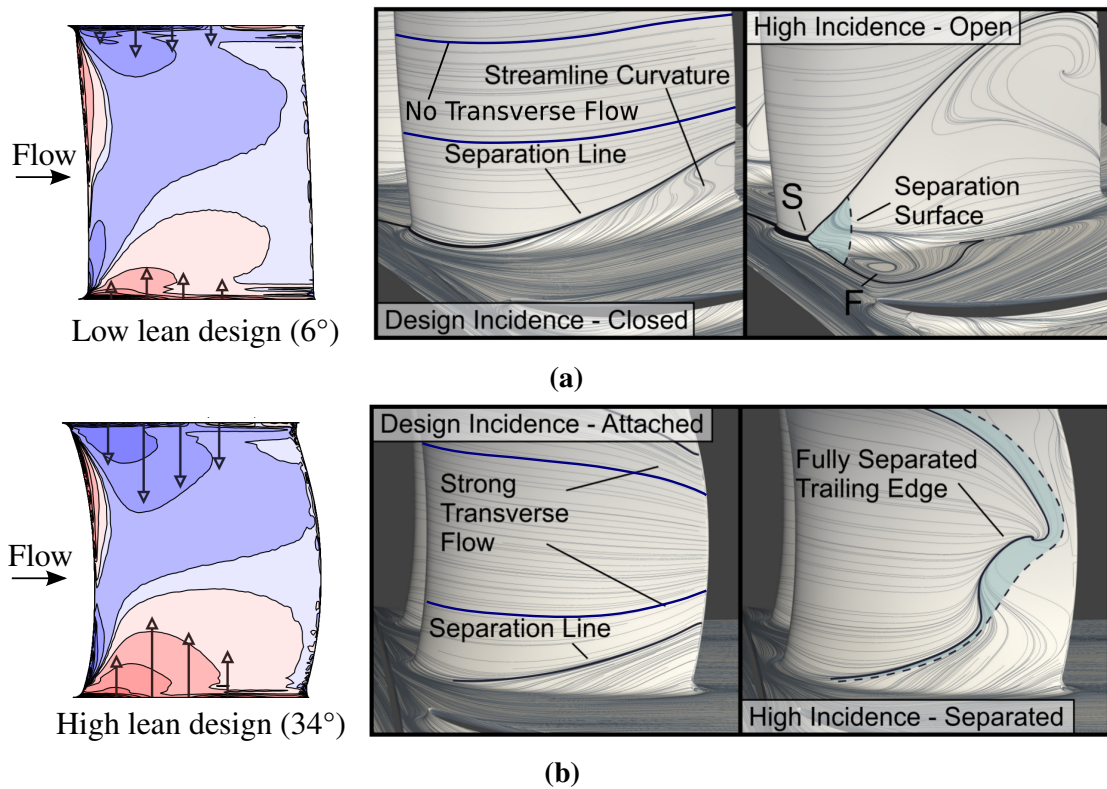 Flow
Low lean design (6°)
No Transverse Flow
Streamline Curvature
Separation Line
Design Incidence - Closed
High Incidence - Open
S
Separation
Surface
F
(a)
Flow
High lean design (34°)
Design Incidence - Attached
Strong
Transverse
Flow
Separation Line
Fully Separated
Trailing Edge
High Incidence - Separated
(b)